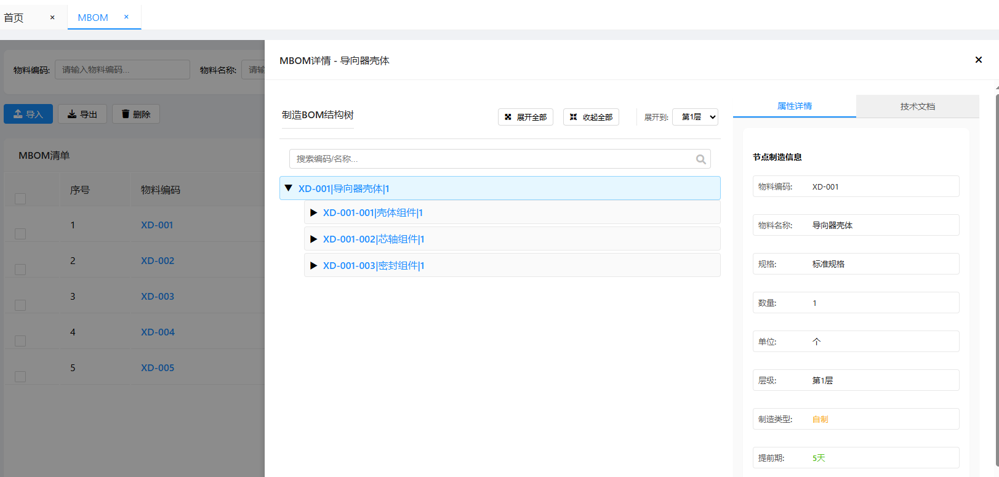 首页 × MBOM ×
物料编码: 请输入物料编码... 物料名称: 请输
导入 导出 删除
MBOM清单
序号 物料编码
1 XD-001
2 XD-002
3 XD-003
4 XD-004
5 XD-005
MBOM详情 - 导向器壳体 ×
制造BOM结构树 展开全部 收起全部 展开到: 第1层
搜索编码/名称...
▼ XD-001|导向器壳体|1
▶ XD-001-001|壳体组件|1
▶ XD-001-002|芯轴组件|1
▶ XD-001-003|密封组件|1
属性详情 技术文档
节点制造信息
物料编码: XD-001
物料名称: 导向器壳体
规格: 标准规格
数量: 1
单位: 个
层级: 第1层
制造类型: 自制
提前期: 5天